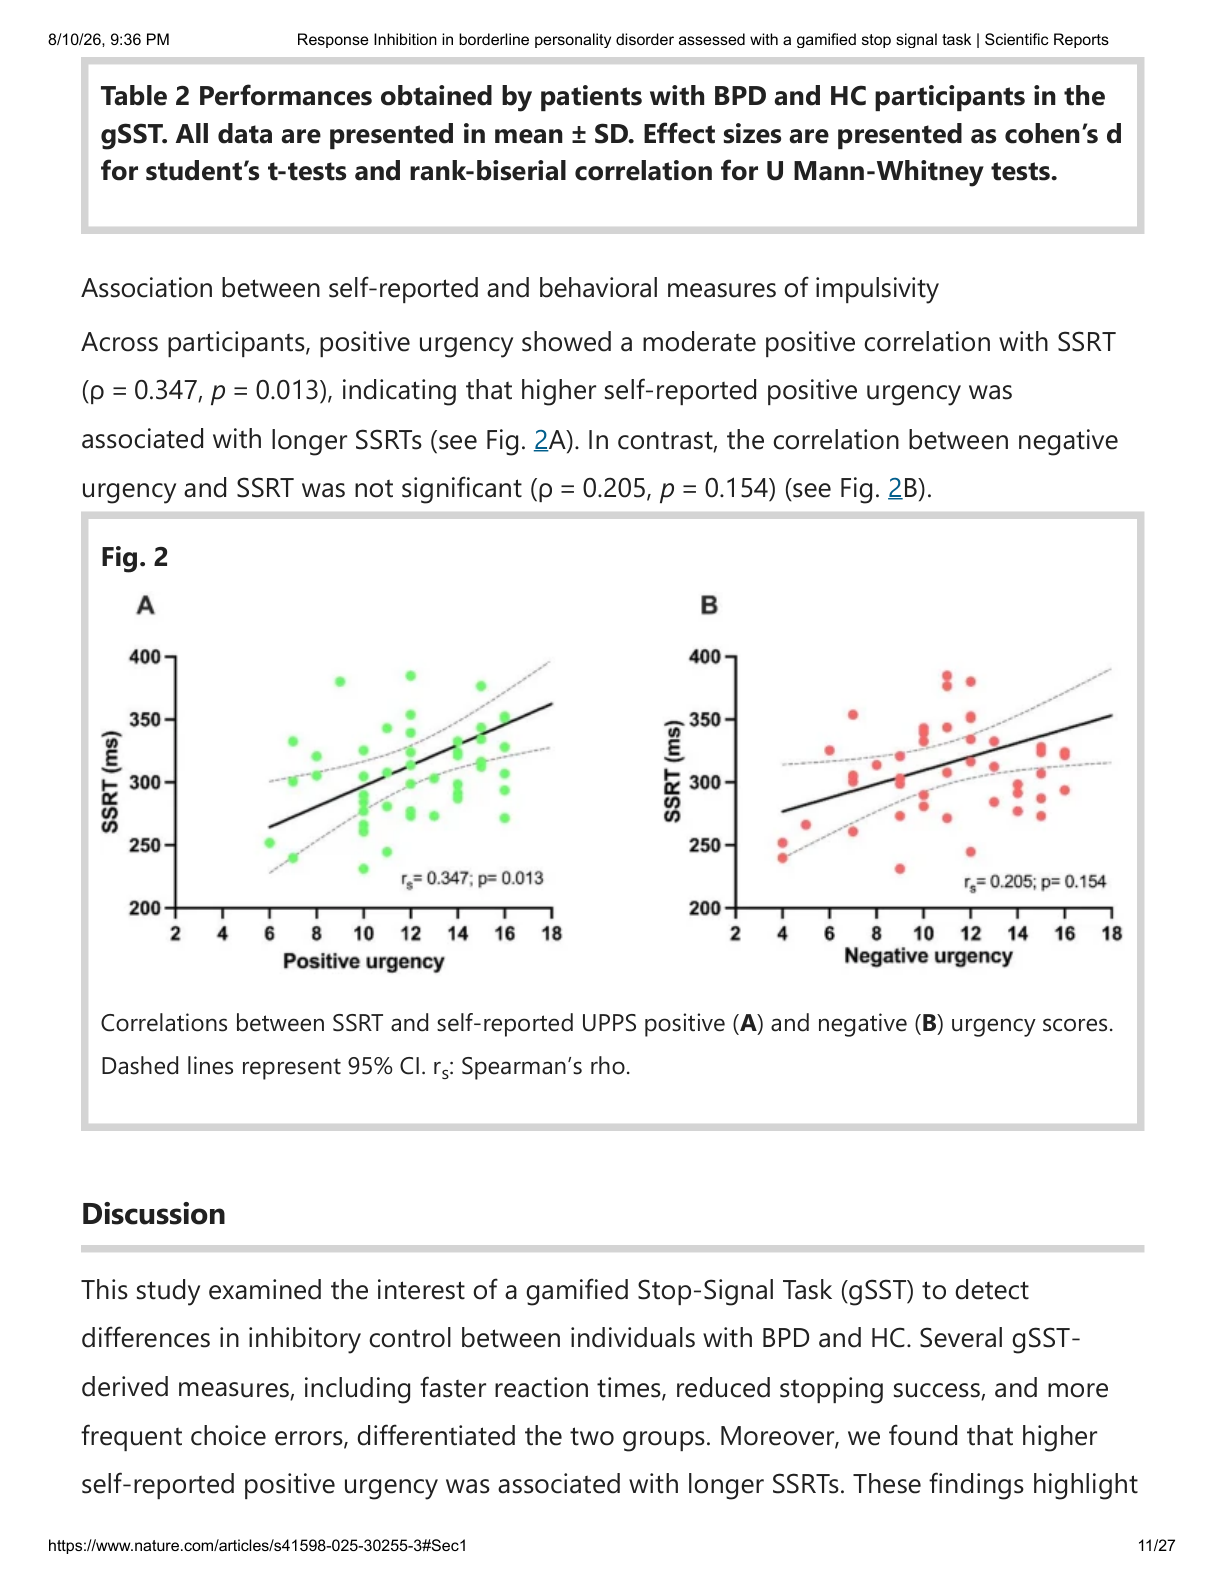 8/10/26, 9:36 PM
Response Inhibition in borderline personality disorder assessed with a gamified stop signal task | Scientific Reports
Table 2 Performances obtained by patients with BPD and HC participants in the
gSST. All data are presented in mean ± SD. Effect sizes are presented as cohen’s d
for student’s t-tests and rank-biserial correlation for U Mann-Whitney tests.
Association between self-reported and behavioral measures of impulsivity
Across participants, positive urgency showed a moderate positive correlation with SSRT
(ρ = 0.347, p = 0.013), indicating that higher self-reported positive urgency was
associated with longer SSRTs (see Fig. 2A). In contrast, the correlation between negative
urgency and SSRT was not significant (ρ = 0.205, p = 0.154) (see Fig. 2B).
Fig. 2
A
400
350
300
250
200
SSRT (ms)
rs= 0.347; p= 0.013
2 4 6 8 10 12 14 16 18
Positive urgency
B
400
350
300
250
200
SSRT (ms)
rs= 0.205; p= 0.154
2 4 6 8 10 12 14 16 18
Negative urgency
Correlations between SSRT and self-reported UPPS positive (A) and negative (B) urgency scores.
Dashed lines represent 95% CI. rs: Spearman’s rho.
Discussion
This study examined the interest of a gamified Stop-Signal Task (gSST) to detect
differences in inhibitory control between individuals with BPD and HC. Several gSST-
derived measures, including faster reaction times, reduced stopping success, and more
frequent choice errors, differentiated the two groups. Moreover, we found that higher
self-reported positive urgency was associated with longer SSRTs. These findings highlight
https://www.nature.com/articles/s41598-025-30255-3#Sec1
11/27